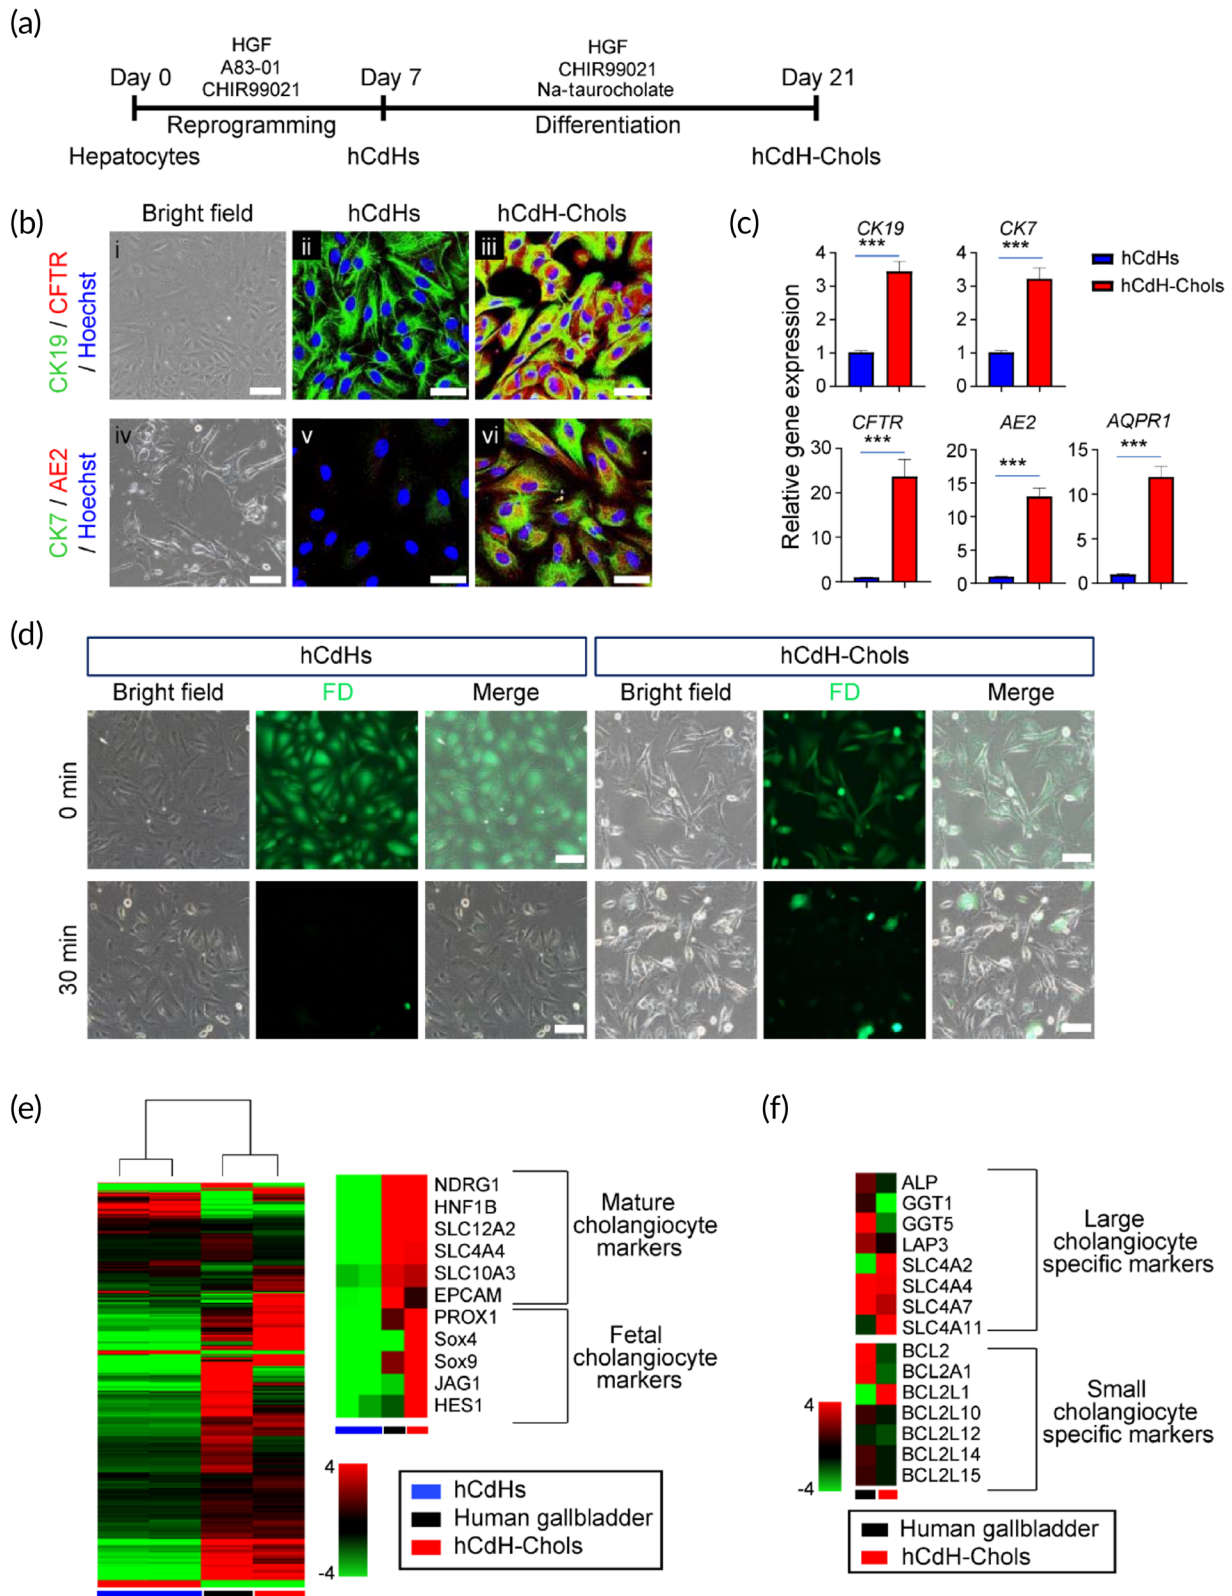 (a)
HGF
A83-01
CHIR99021
HGF
CHIR99021
Na-taurocholate
Day 0
Day 7
Day 21
Reprogramming
Differentiation
Hepatocytes
hCdHs
hCdH-Chols
(b)
Bright field
hCdHs
hCdH-Chols
CK19 / CFTR
/ Hoechst
i
ii
iii
CK7 / AE2
/ Hoechst
iv
v
vi
(c)
Relative gene expression
CK19
***
4
3
2
1
0
CK7
***
4
3
2
1
0
hCdHs
hCdH-Chols
CFTR
***
30
20
10
0
AE2
***
20
15
10
5
0
AQPR1
***
15
10
5
0
(d)
hCdHs
hCdH-Chols
Bright field
FD
Merge
Bright field
FD
Merge
0 min
30 min
(e)
NDRG1
HNF1B
SLC12A2
SLC4A4
SLC10A3
EPCAM
PROX1
Sox4
Sox9
JAG1
HES1
Mature
cholangiocyte
markers
Fetal
cholangiocyte
markers
4
-4
hCdHs
Human gallbladder
hCdH-Chols
(f)
ALP
GGT1
GGT5
LAP3
SLC4A2
SLC4A4
SLC4A7
SLC4A11
BCL2
BCL2A1
BCL2L1
BCL2L10
BCL2L12
BCL2L14
BCL2L15
Large
cholangiocyte
specific markers
Small
cholangiocyte
specific markers
4
-4
Human gallbladder
hCdH-Chols